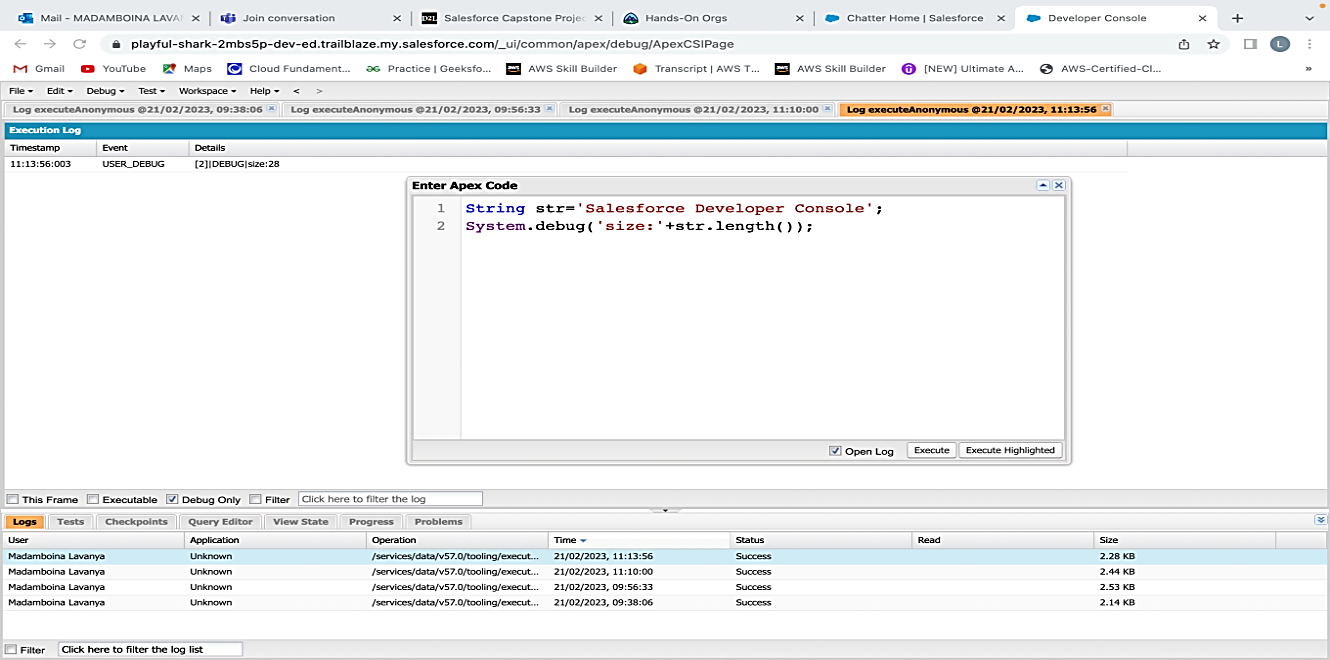 Mail - MADAMBOINA LAVA Join conversation Salesforce Capstone Projec Hands-On Orgs Chatter Home | Salesforce Developer Console
playful-shark-2mbs5p-dev-ed.trailblaze.my.salesforce.com/_ui/common/apex/debug/ApexCSIPage L
Gmail YouTube Maps Cloud Fundament... Practice | Geeksfo... AWS Skill Builder Transcript | AWS T... AWS Skill Builder [NEW] Ultimate A... AWS-Certified-Cl... »
File Edit Debug Test Workspace Help < >
Log executeAnonymous @21/02/2023, 09:38:06 Log executeAnonymous @21/02/2023, 09:56:33 Log executeAnonymous @21/02/2023, 11:10:00 Log executeAnonymous @21/02/2023, 11:13:56
Execution Log
Timestamp Event Details
11:13:56:003 USER_DEBUG [2]|DEBUG|size:28
Enter Apex Code
1 String str='Salesforce Developer Console';
2 System.debug('size:'+str.length());
Open Log Execute Execute Highlighted
This Frame Executable Debug Only Filter Click here to filter the log
Logs Tests Checkpoints Query Editor View State Progress Problems
User Application Operation Time Status Read Size
Madamboina Lavanya Unknown /services/data/v57.0/tooling/execut... 21/02/2023, 11:13:56 Success 2.28 KB
Madamboina Lavanya Unknown /services/data/v57.0/tooling/execut... 21/02/2023, 11:10:00 Success 2.44 KB
Madamboina Lavanya Unknown /services/data/v57.0/tooling/execut... 21/02/2023, 09:56:33 Success 2.53 KB
Madamboina Lavanya Unknown /services/data/v57.0/tooling/execut... 21/02/2023, 09:38:06 Success 2.14 KB
Filter Click here to filter the log list